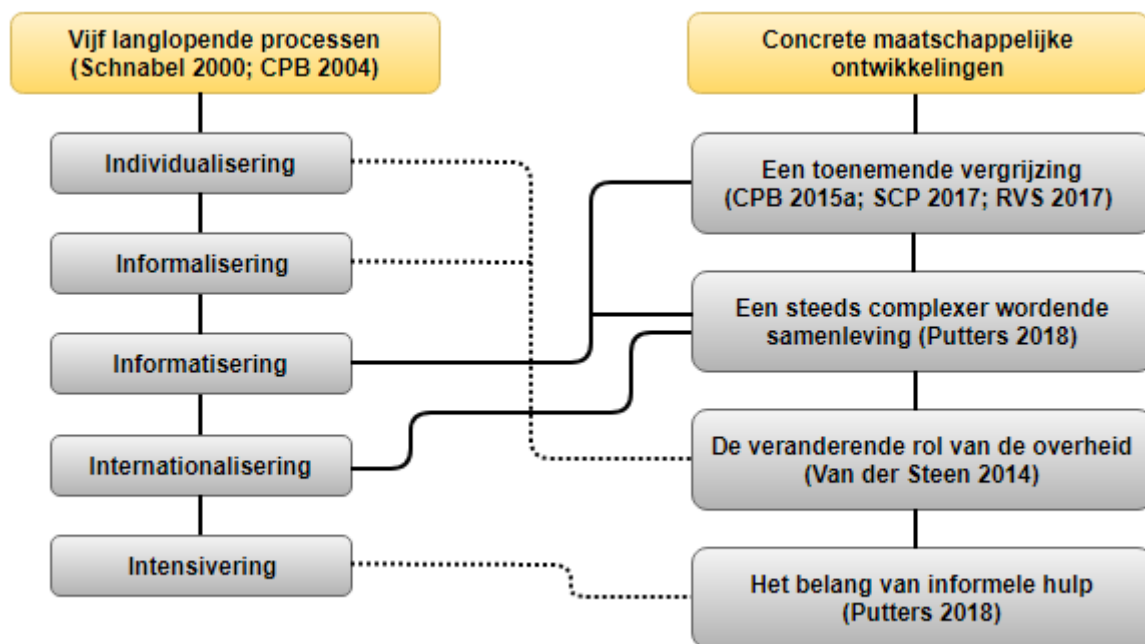 Vijf langlopende processen
(Schnabel 2000; CPB 2004)
Individualisering
Informalisering
Informatisering
Internationalisering
Intensivering
Concrete maatschappelijke
ontwikkelingen
Een toenemende vergrijzing
(CPB 2015a; SCP 2017; RVS 2017)
Een steeds complexer wordende
samenleving (Putters 2018)
De veranderende rol van de overheid
(Van der Steen 2014)
Het belang van informele hulp
(Putters 2018)